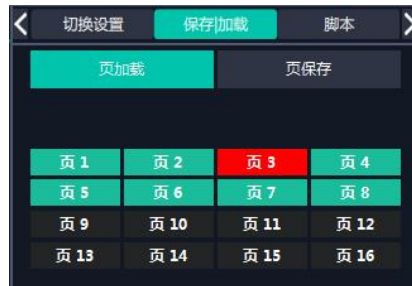 切换设置 保存|加载 脚本
页加载 页保存
页 1 页 2 页 3 页 4
页 5 页 6 页 7 页 8
页 9 页 10 页 11 页 12
页 13 页 14 页 15 页 16